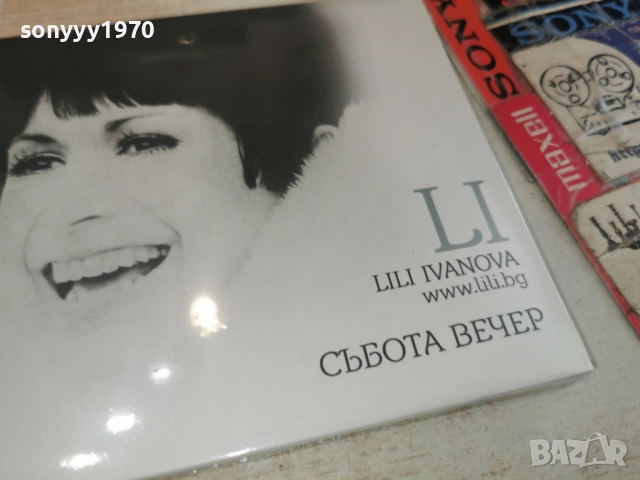 sonyyy1970
SONY
SONY
maxell
LI
LILI IVANOVA
www.lili.bg
СЪБОТА ВЕЧЕР
BAZAR
bg